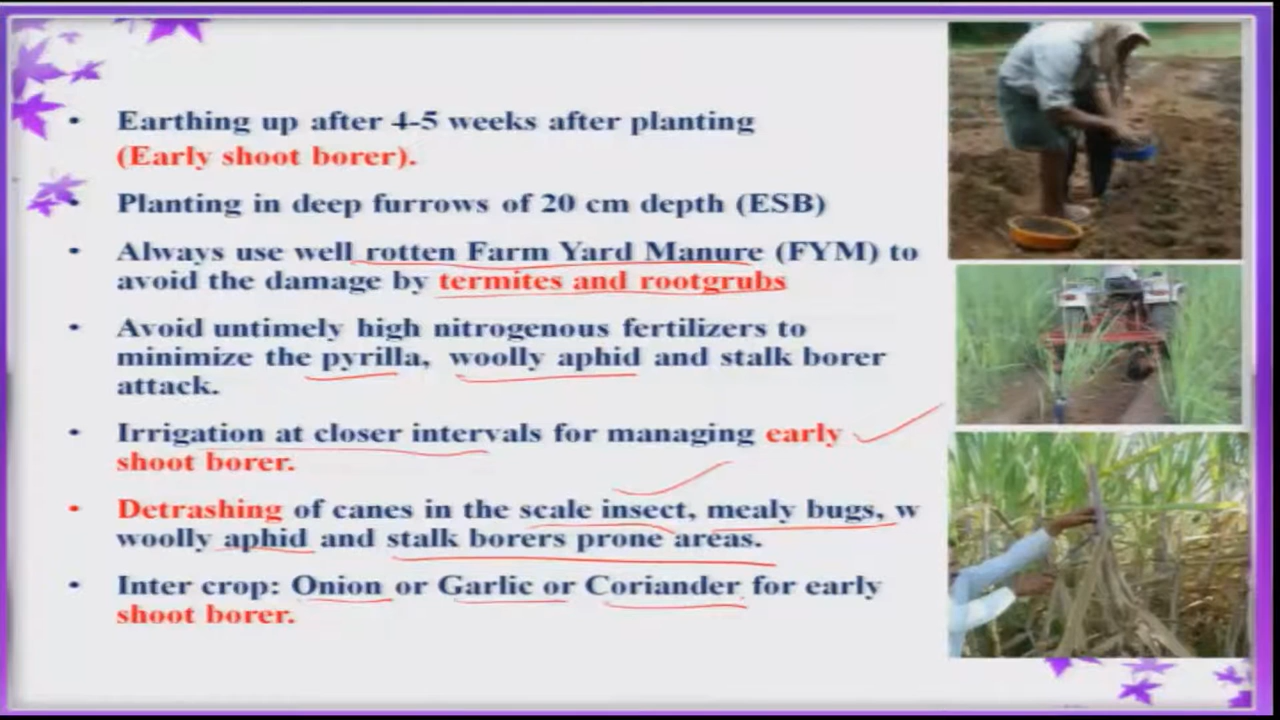 • Earthing up after 4-5 weeks after planting
(Early shoot borer).
• Planting in deep furrows of 20 cm depth (ESB)
• Always use well rotten Farm Yard Manure (FYM) to
avoid the damage by termites and rootgrubs
• Avoid untimely high nitrogenous fertilizers to
minimize the pyrilla, woolly aphid and stalk borer
attack.
• Irrigation at closer intervals for managing early
shoot borer.
• Detrashing of canes in the scale insect, mealy bugs, w
woolly aphid and stalk borers prone areas.
• Inter crop: Onion or Garlic or Coriander for early
shoot borer.